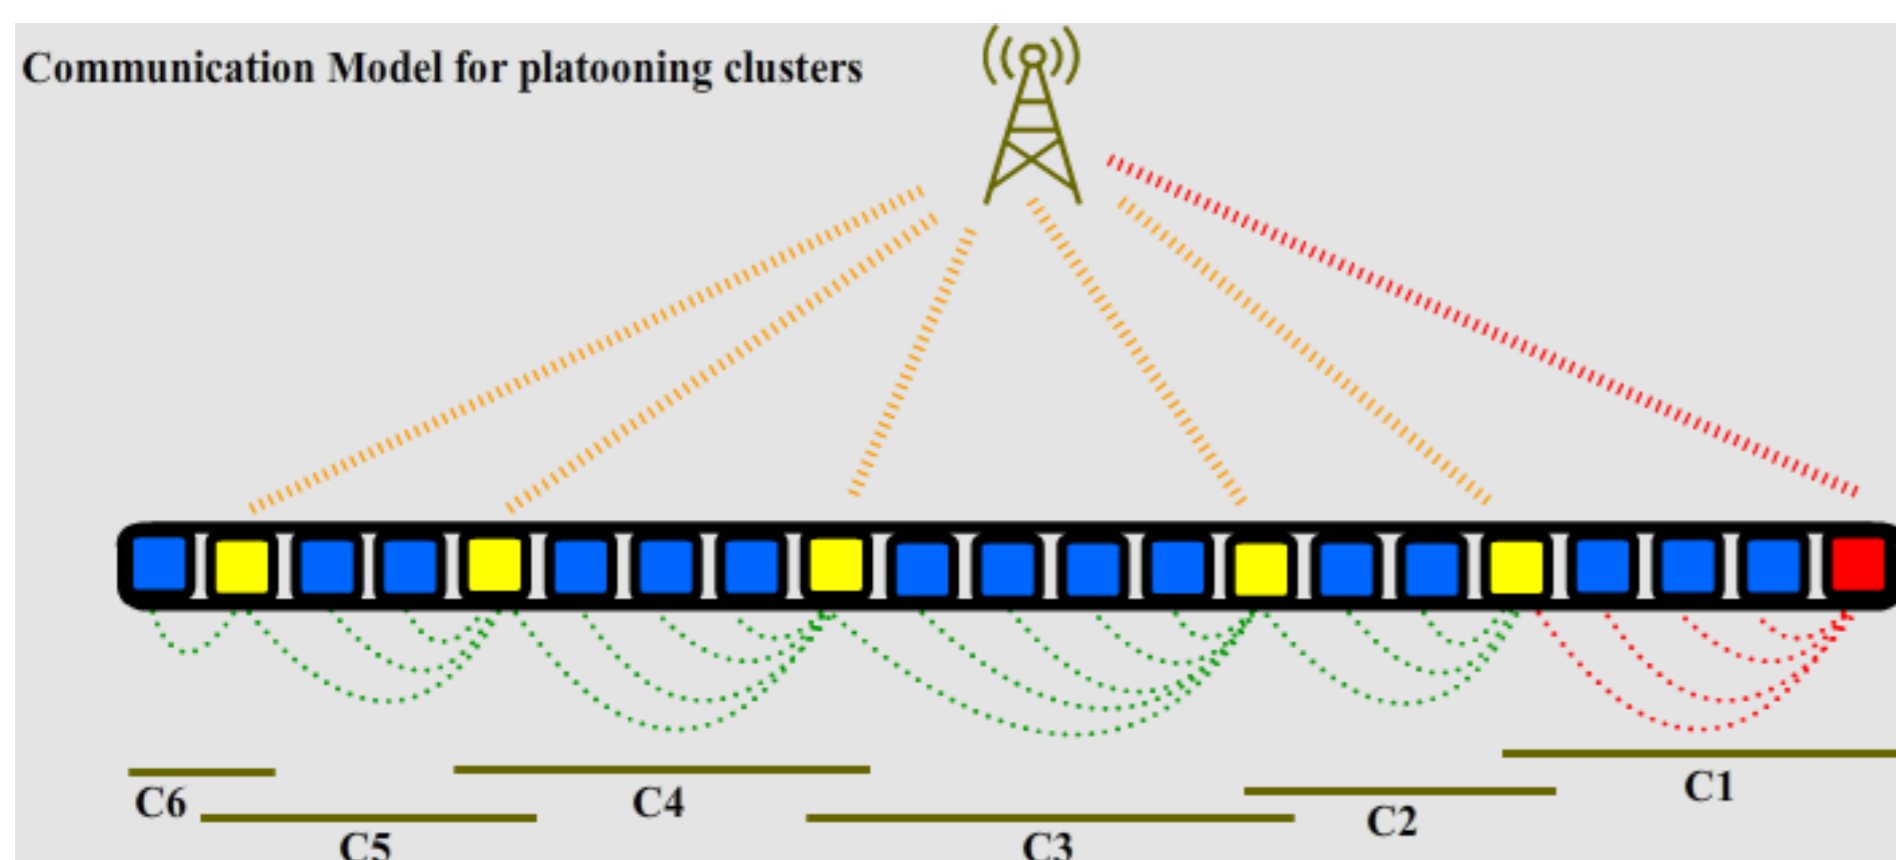 Communication Model for platooning clusters
C6
C5
C4
C3
C2
C1